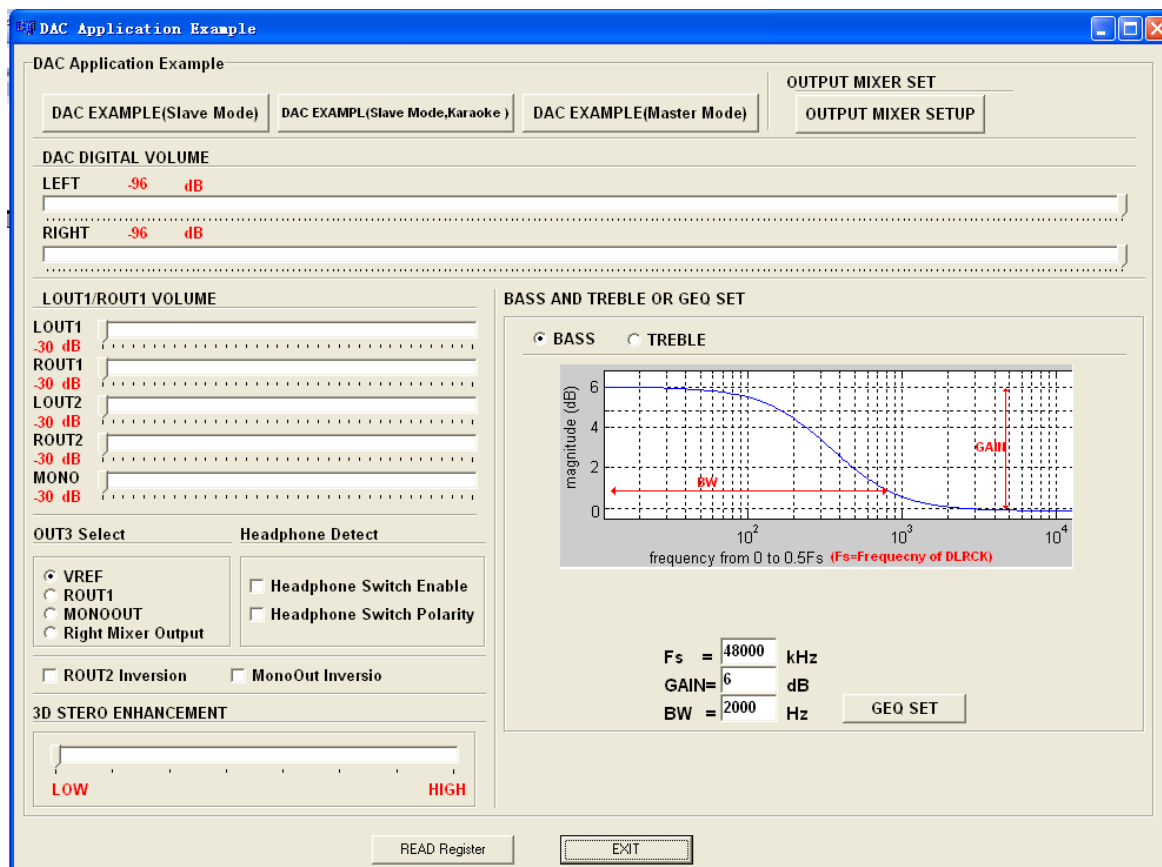 DAC Application Example
DAC Application Example
OUTPUT MIXER SET
DAC EXAMPLE(Slave Mode)
DAC EXAMPL(Slave Mode,Karaoke )
DAC EXAMPLE(Master Mode)
OUTPUT MIXER SETUP
DAC DIGITAL VOLUME
LEFT -96 dB
RIGHT -96 dB
LOUT1/ROUT1 VOLUME
LOUT1
-30 dB
ROUT1
-30 dB
LOUT2
-30 dB
ROUT2
-30 dB
MONO
-30 dB
OUT3 Select
VREF
ROUT1
MONOOUT
Right Mixer Output
Headphone Detect
Headphone Switch Enable
Headphone Switch Polarity
ROUT2 Inversion
MonoOut Inversio
3D STERO ENHANCEMENT
LOW
HIGH
BASS AND TREBLE OR GEQ SET
BASS
TREBLE
magnitude (dB)
6
4
2
0
GAIN
BW
10^2
10^3
10^4
frequency from 0 to 0.5Fs (Fs=Frequecny of DLRCK)
Fs = 48000 kHz
GAIN= 6 dB
BW = 2000 Hz
GEQ SET
READ Register
EXIT